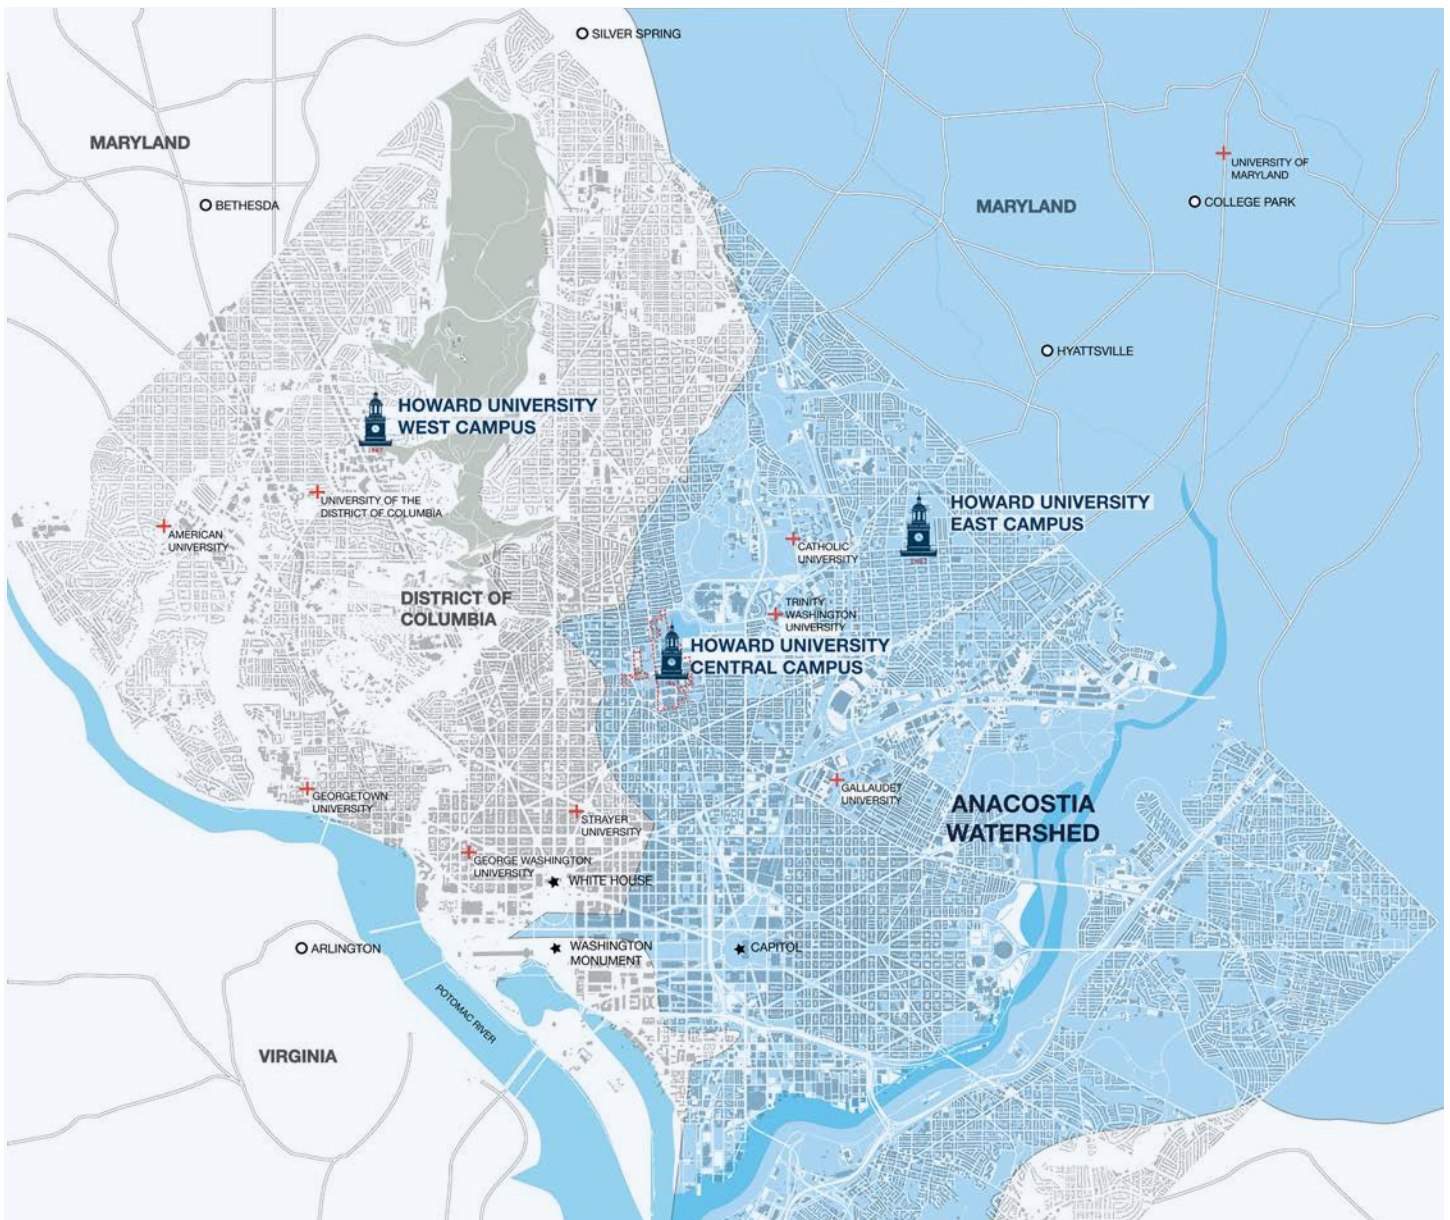 SILVER SPRING
MARYLAND
UNIVERSITY OF
MARYLAND
BETHESDA
MARYLAND
COLLEGE PARK
HYATTSVILLE
HOWARD UNIVERSITY
WEST CAMPUS
UNIVERSITY OF THE
DISTRICT OF COLUMBIA
HOWARD UNIVERSITY
EAST CAMPUS
AMERICAN
UNIVERSITY
CATHOLIC
UNIVERSITY
DISTRICT OF
COLUMBIA
TRINITY
WASHINGTON
UNIVERSITY
HOWARD UNIVERSITY
CENTRAL CAMPUS
GEORGETOWN
UNIVERSITY
GALLAUDET
UNIVERSITY
ANACOSTIA
WATERSHED
STRAYER
UNIVERSITY
GEORGE WASHINGTON
UNIVERSITY
WHITE HOUSE
ARLINGTON
WASHINGTON
MONUMENT
CAPITOL
POTOMAC RIVER
VIRGINIA